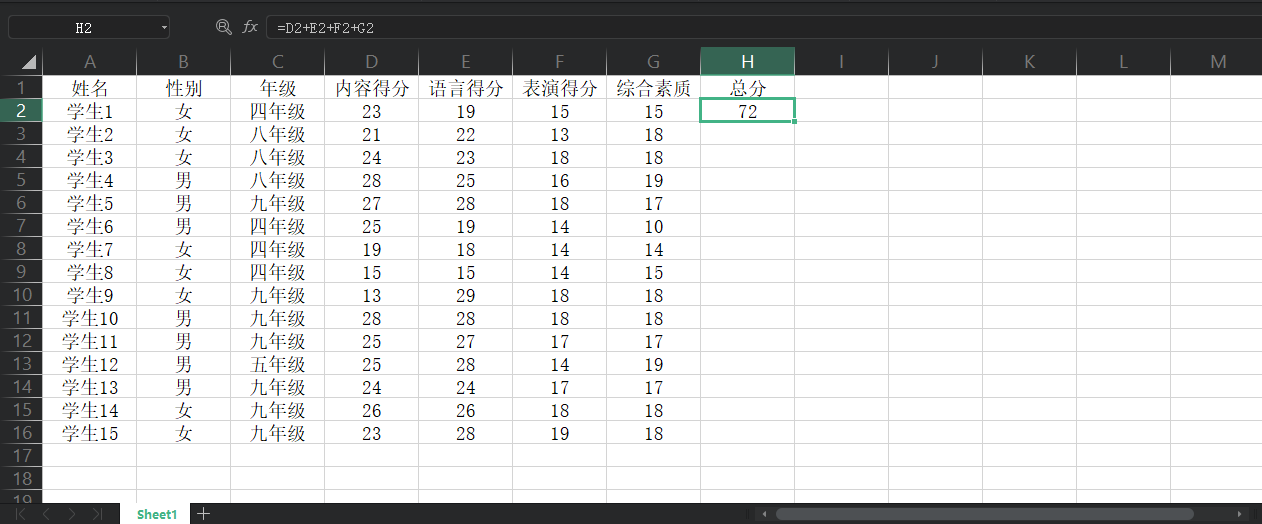 H2 fx =D2+E2+F2+G2
A B C D E F G H I J K L M
1 姓名 性别 年级 内容得分 语言得分 表演得分 综合素质 总分
2 学生1 女 四年级 23 19 15 15 72
3 学生2 女 八年级 21 22 13 18
4 学生3 女 八年级 24 23 18 18
5 学生4 男 八年级 28 25 16 19
6 学生5 男 九年级 27 28 18 17
7 学生6 男 四年级 25 19 14 10
8 学生7 女 四年级 19 18 14 14
9 学生8 女 四年级 15 15 14 15
10 学生9 女 九年级 13 29 18 18
11 学生10 男 九年级 28 28 18 18
12 学生11 男 九年级 25 27 17 17
13 学生12 男 五年级 25 28 14 19
14 学生13 男 九年级 24 24 17 17
15 学生14 女 九年级 26 26 18 18
16 学生15 女 九年级 23 28 19 18
17
18
19
Sheet1